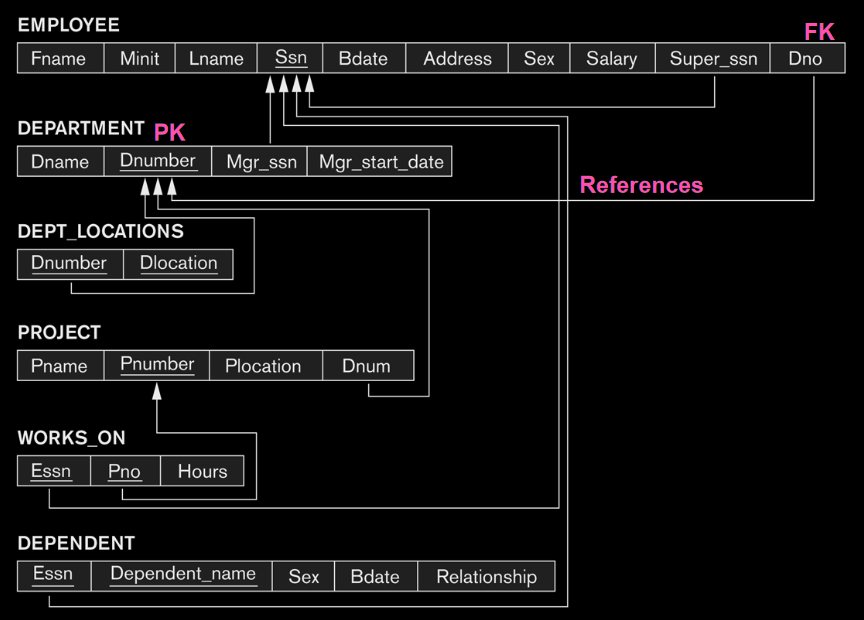 EMPLOYEE
FK
Fname Minit Lname Ssn Bdate Address Sex Salary Super_ssn Dno
DEPARTMENT PK
Dname Dnumber Mgr_ssn Mgr_start_date
References
DEPT_LOCATIONS
Dnumber Dlocation
PROJECT
Pname Pnumber Plocation Dnum
WORKS_ON
Essn Pno Hours
DEPENDENT
Essn Dependent_name Sex Bdate Relationship